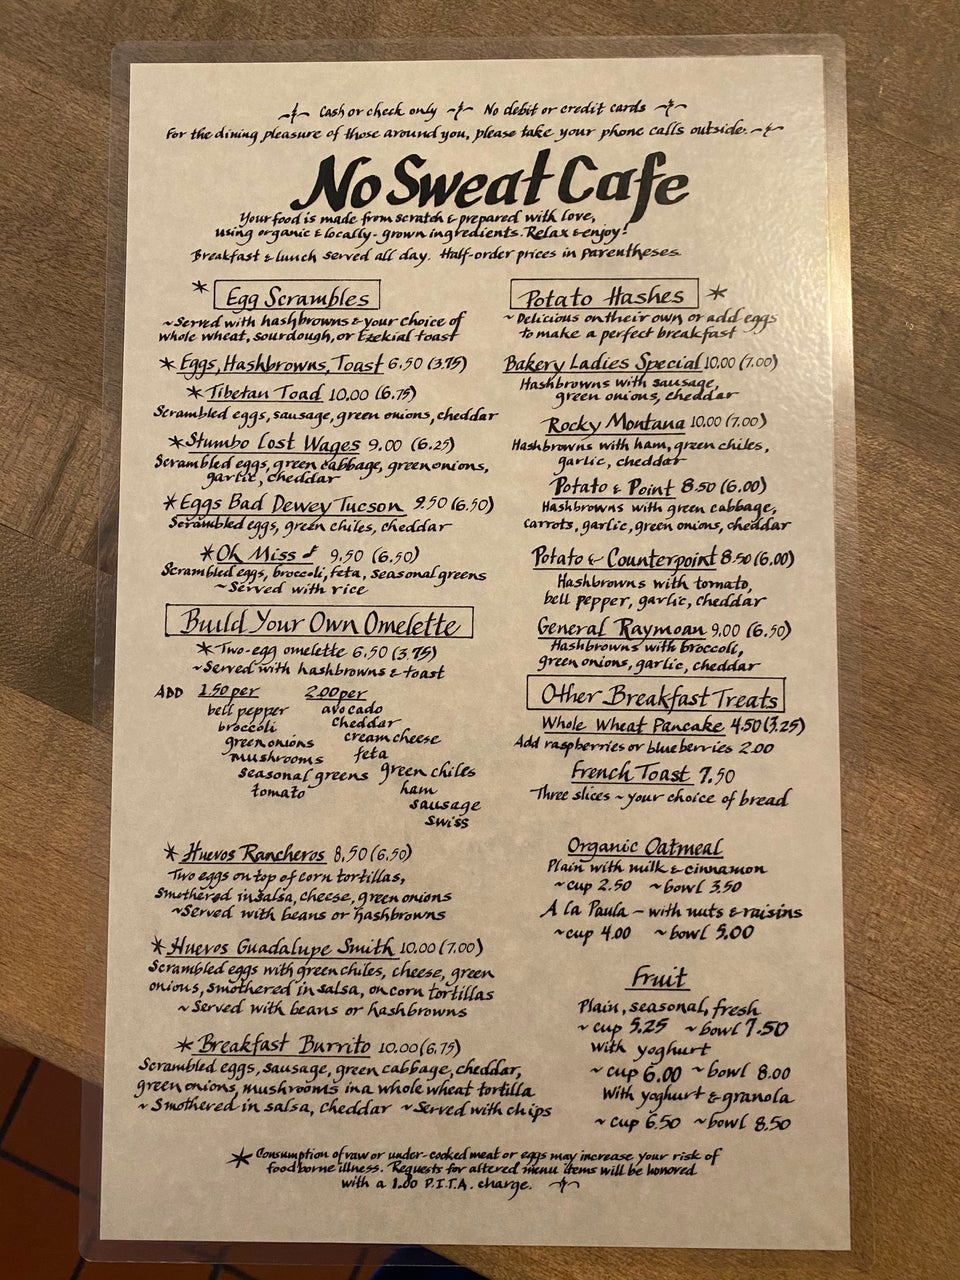 Cash or check only No debit or credit cards
For the dining pleasure of those around you, please take your phone calls outside.
No Sweat Cafe
Your food is made from scratch & prepared with love,
using organic & locally-grown ingredients. Relax & enjoy!
Breakfast & lunch served all day. Half-order prices in parentheses.
* Egg Scrambles
~Served with hashbrowns & your choice of
whole wheat, sourdough, or Ezekial toast
* Eggs, Hashbrowns, Toast 6.50 (3.75)
* Tibetan Toad 10.00 (6.75)
Scrambled eggs, sausage, green onions, cheddar
* Stumbo Lost Wages 9.00 (6.25)
Scrambled eggs, green cabbage, green onions,
garlic, cheddar
* Eggs Bad Dewey Tucson 9.50 (6.50)
Scrambled eggs, green chiles, cheddar
* Oh Miss 9.50 (6.50)
Scrambled eggs, broccoli, feta, seasonal greens
~Served with rice
Build Your Own Omelette
* Two-egg omelette 6.50 (3.75)
~Served with hashbrowns & toast
ADD 1.50 per 2.00 per
bell pepper avocado
broccoli cheddar
green onions cream cheese
mushrooms feta
seasonal greens green chiles
tomato ham
sausage
swiss
* Huevos Rancheros 8.50 (6.50)
Two eggs on top of corn tortillas,
smothered in salsa, cheese, green onions
~Served with beans or hashbrowns
* Huevos Guadalupe Smith 10.00 (7.00)
Scrambled eggs with green chiles, cheese, green
onions, smothered in salsa, on corn tortillas
~ Served with beans or hashbrowns
* Breakfast Burrito 10.00 (6.75)
Scrambled eggs, sausage, green cabbage, cheddar,
green onions, mushrooms in a whole wheat tortilla
~ Smothered in salsa, cheddar ~Served with chips
Potato Hashes *
~ Delicious on their own or add eggs
to make a perfect breakfast
Bakery Ladies Special 10.00 (7.00)
Hashbrowns with sausage,
green onions, cheddar
Rocky Montana 10.00 (7.00)
Hashbrowns with ham, green chiles,
garlic, cheddar
Potato & Point 8.50 (6.00)
Hashbrowns with green cabbage,
carrots, garlic, green onions, cheddar
Potato & Counterpoint 8.50 (6.00)
Hashbrowns with tomato,
bell pepper, garlic, cheddar
General Raymoan 9.00 (6.50)
Hashbrowns with broccoli,
green onions, garlic, cheddar
Other Breakfast Treats
Whole Wheat Pancake 4.50 (3.25)
Add raspberries or blueberries 2.00
French Toast 7.50
Three slices ~ your choice of bread
Organic Oatmeal
Plain with milk & cinnamon
~cup 2.50 ~bowl 3.50
A la Paula – with nuts & raisins
~cup 4.00 ~bowl 5.00
Fruit
Plain, seasonal, fresh
~ cup 5.25 ~bowl 7.50
With yoghurt
~ cup 6.00 ~bowl 8.00
With yoghurt & granola
~ cup 6.50 ~bowl 8.50
* Consumption of raw or under-cooked meat or eggs may increase your risk of
food borne illness. Requests for altered menu items will be honored
with a 1.00 P.I.T.A. charge.